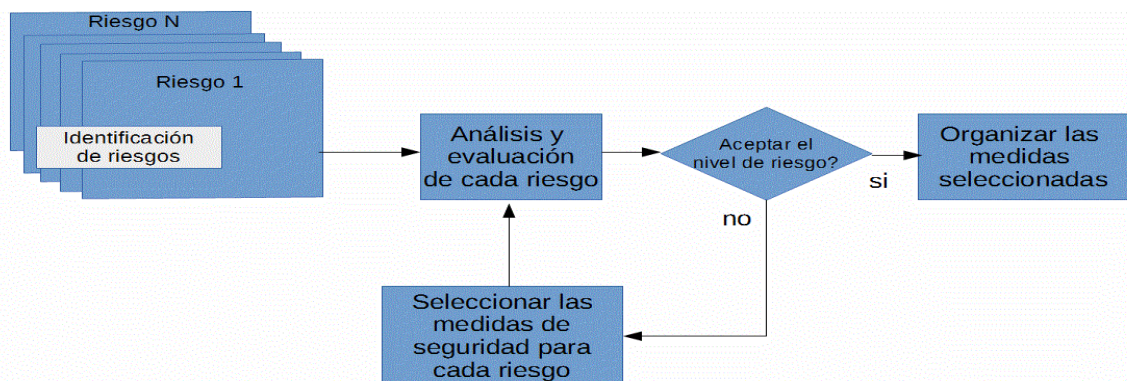 Riesgo N
Riesgo 1
Identificación
de riesgos
Análisis y
evaluación
de cada riesgo
Aceptar el
nivel de riesgo?
si
no
Organizar las
medidas
seleccionadas
Seleccionar las
medidas de
seguridad para
cada riesgo